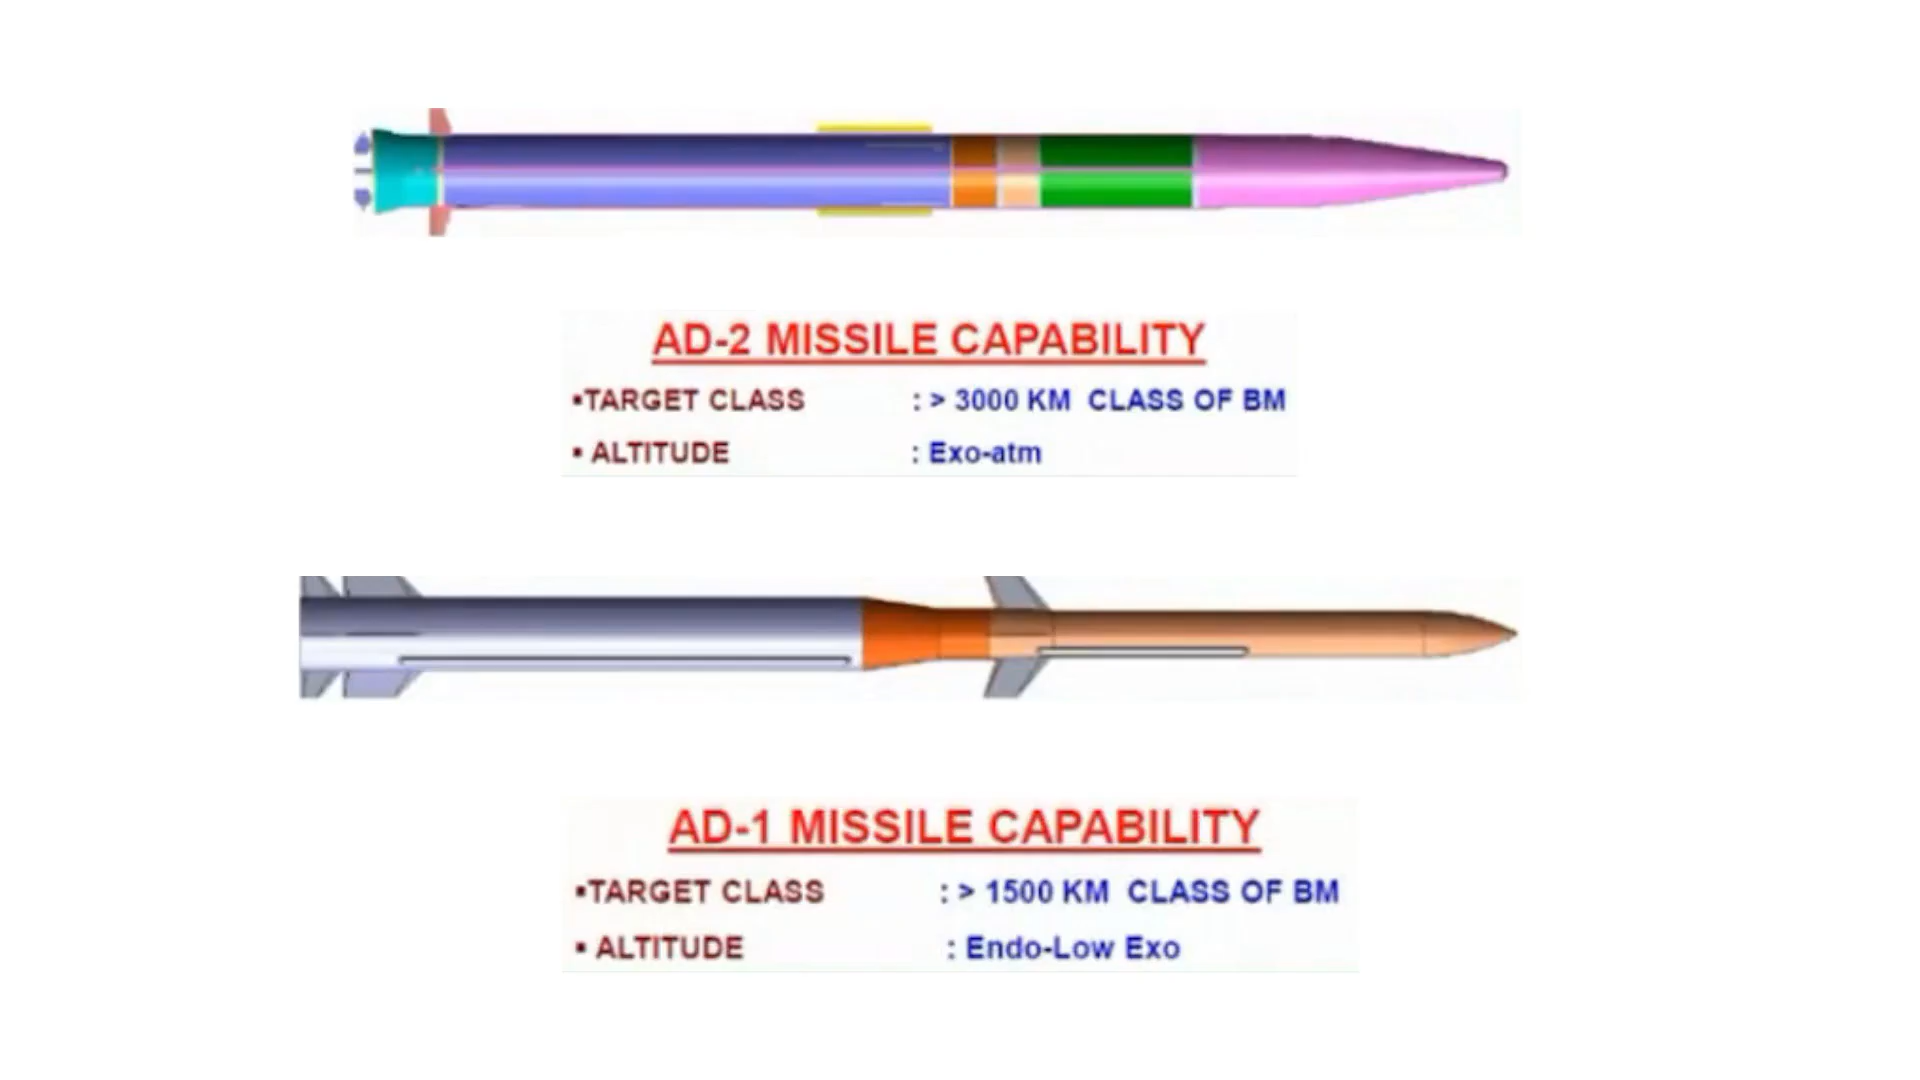 AD-2 MISSILE CAPABILITY
▪TARGET CLASS : > 3000 KM CLASS OF BM
▪ ALTITUDE : Exo-atm
AD-1 MISSILE CAPABILITY
▪TARGET CLASS : > 1500 KM CLASS OF BM
▪ ALTITUDE : Endo-Low Exo